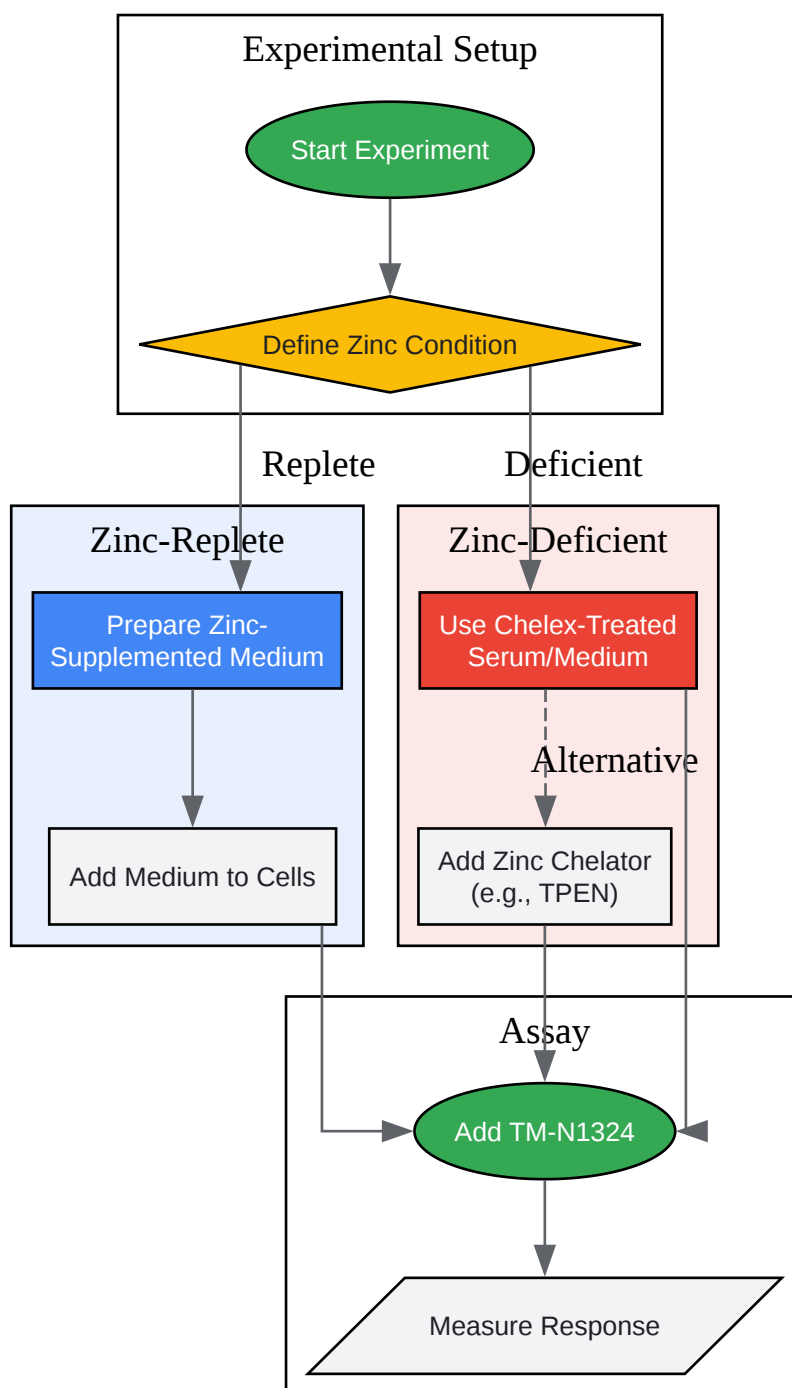 Experimental Setup
Start Experiment
Define Zinc Condition
Replete
Deficient
Zinc-Replete
Zinc-Deficient
Prepare Zinc-
Supplemented Medium
Use Chelex-Treated
Serum/Medium
Alternative
Add Medium to Cells
Add Zinc Chelator
(e.g., TPEN)
Assay
Add TM-N1324
Measure Response